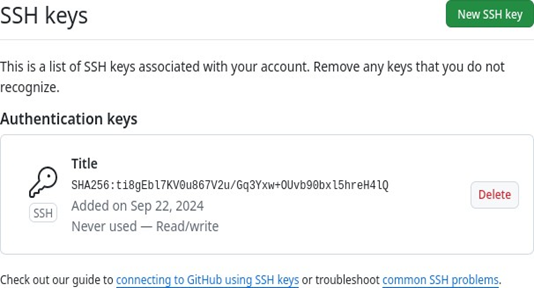 SSH keys
New SSH key
This is a list of SSH keys associated with your account. Remove any keys that you do not
recognize.
Authentication keys
Title
SHA256:ti8gEbl7KV0u867V2u/Gq3Yxw+OUvb90bxl5hreH4lQ
SSH
Added on Sep 22, 2024
Never used — Read/write
Delete
Check out our guide to connecting to GitHub using SSH keys or troubleshoot common SSH problems.